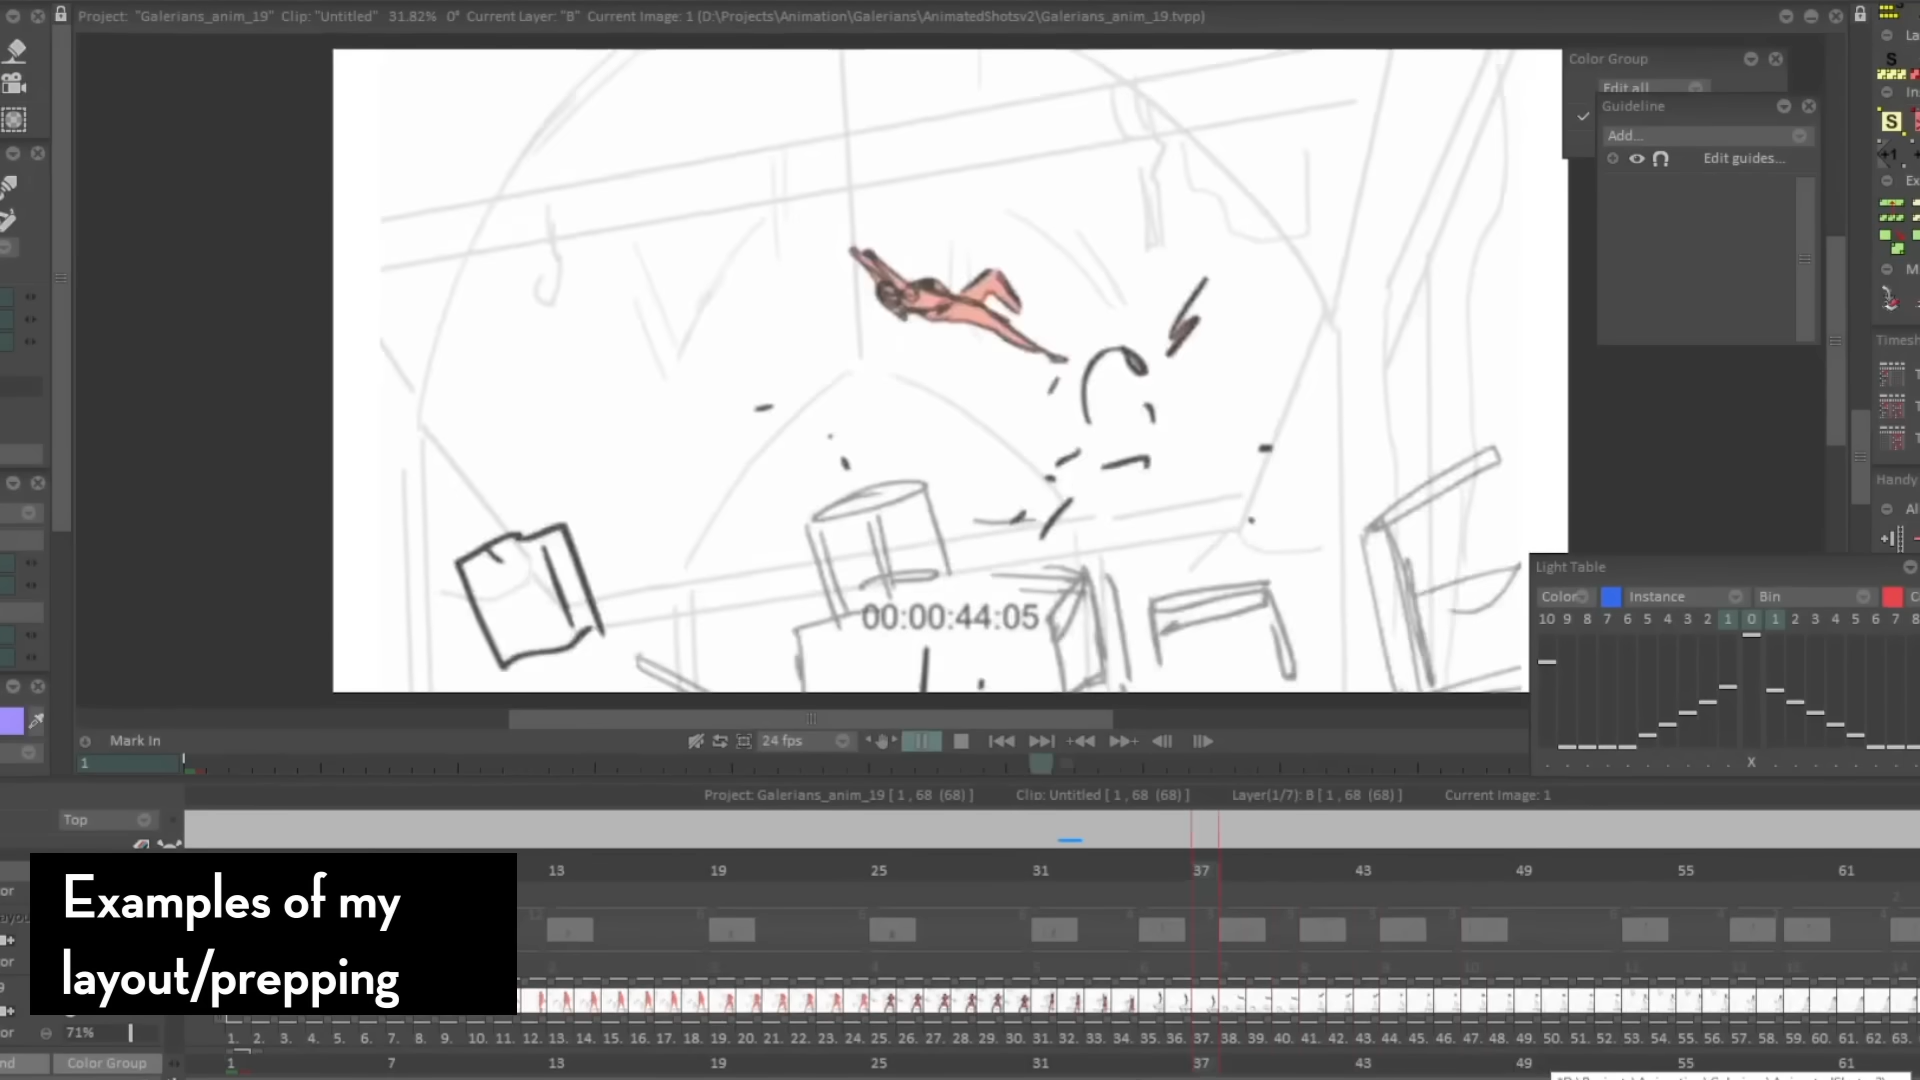 Project: "Galerians_anim_19" Clip: "Untitled" 31.82% 0° Current Layer: "B" Current Image: 1 (D:\Projects\Animation\Galerians\AnimatedShotsv2\Galerians_anim_19.tvpp)
Color Group
Edit all
Guideline
Add...
Edit guides...
S
S
+1
Timesh
Handy
00:00:44:05
Light Table
Color
Instance
Bin
10 9 8 7 6 5 4 3 2 1 0 1 2 3 4 5 6 7 8
X
Mark In
24 fps
1
Project: Galerians_anim_19 [ 1 , 68 (68) ]
Clip: Untitled [ 1 , 68 (68) ]
Layer(1/7): B [ 1 , 68 (68) ]
Current Image: 1
Top
13 19 25 31 37 43 49 55 61
Examples of my
layout/prepping
71%
1. 2. 3. 4. 5. 6. 7. 8. 9. 10. 11. 12. 13. 14. 15. 16. 17. 18. 19. 20. 21. 22. 23. 24. 25. 26. 27. 28. 29. 30. 31. 32. 33. 34. 35. 36. 37. 38. 39. 40. 41. 42. 43. 44. 45. 46. 47. 48. 49. 50. 51. 52. 53. 54. 55. 56. 57. 58. 59. 60. 61. 62. 63.
Color Group
1 7 13 19 25 31 37 43 49 55 61